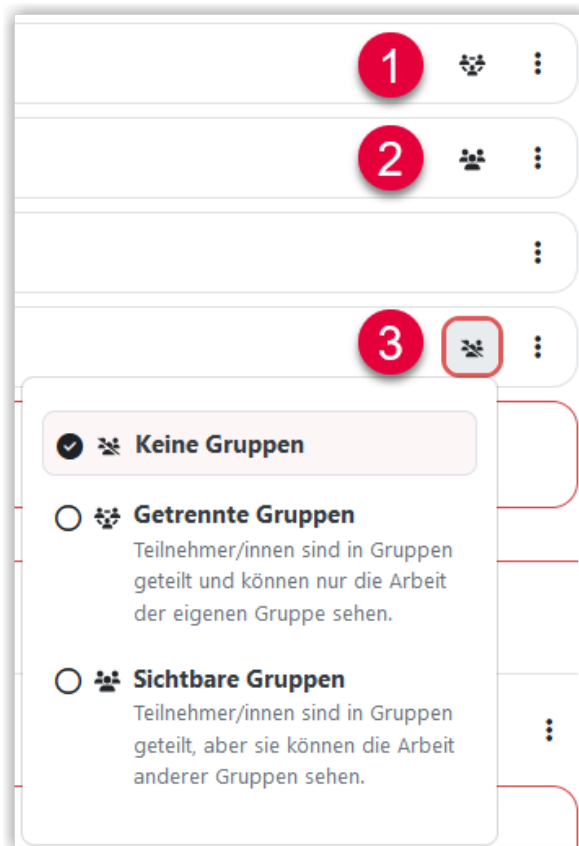 1
2
3
Keine Gruppen
Getrennte Gruppen
Teilnehmer/innen sind in Gruppen
geteilt und können nur die Arbeit
der eigenen Gruppe sehen.
Sichtbare Gruppen
Teilnehmer/innen sind in Gruppen
geteilt, aber sie können die Arbeit
anderer Gruppen sehen.